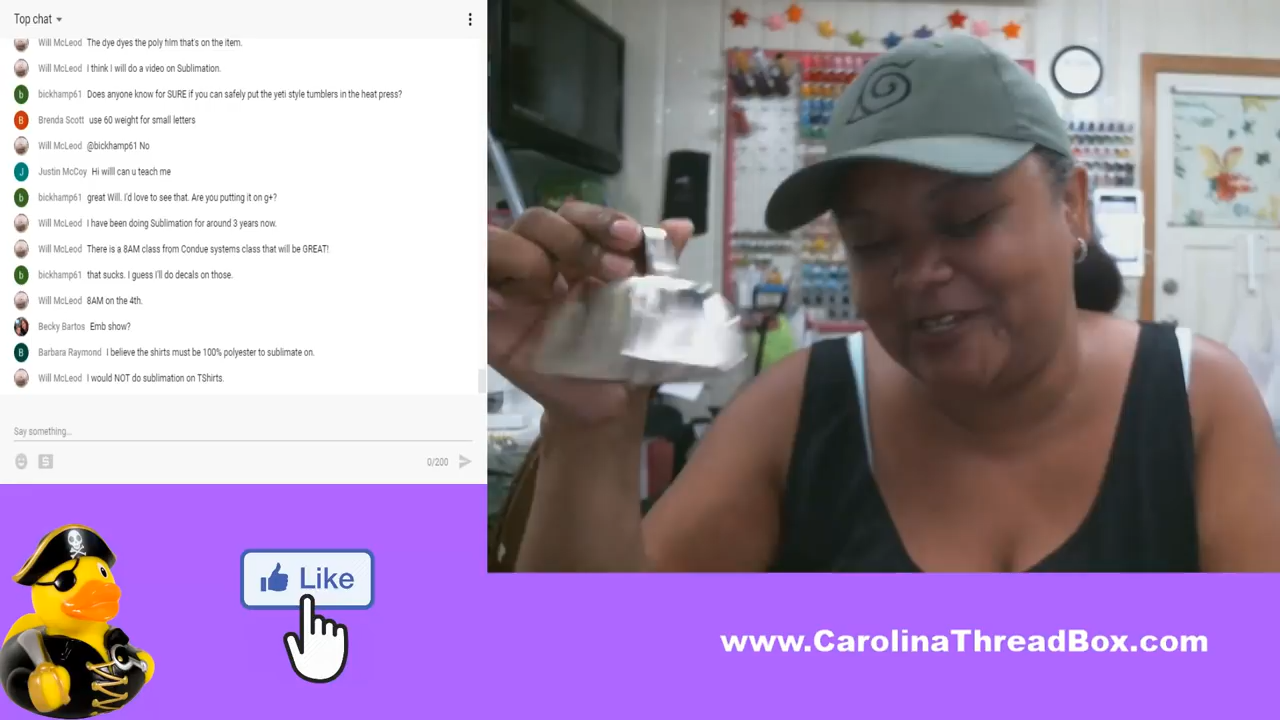 Top chat
Will McLeod The dye dyes the poly film that's on the item.
Will McLeod I think I will do a video on Sublimation.
bickhamp61 Does anyone know for SURE if you can safely put the yeti style tumblers in the heat press?
Brenda Scott use 60 weight for small letters
Will McLeod @bickhamp61 No
Justin McCoy Hi willl can u teach me
bickhamp61 great Will. I'd love to see that. Are you putting it on g+?
Will McLeod I have been doing Sublimation for around 3 years now.
Will McLeod There is a 8AM class from Condue systems class that will be GREAT!
bickhamp61 that sucks. I guess I'll do decals on those.
Will McLeod 8AM on the 4th.
Becky Bartos Emb show?
Barbara Raymond I believe the shirts must be 100% polyester to sublimate on.
Will McLeod I would NOT do sublimation on TShirts.
Say something...
0/200
Like
www.CarolinaThreadBox.com